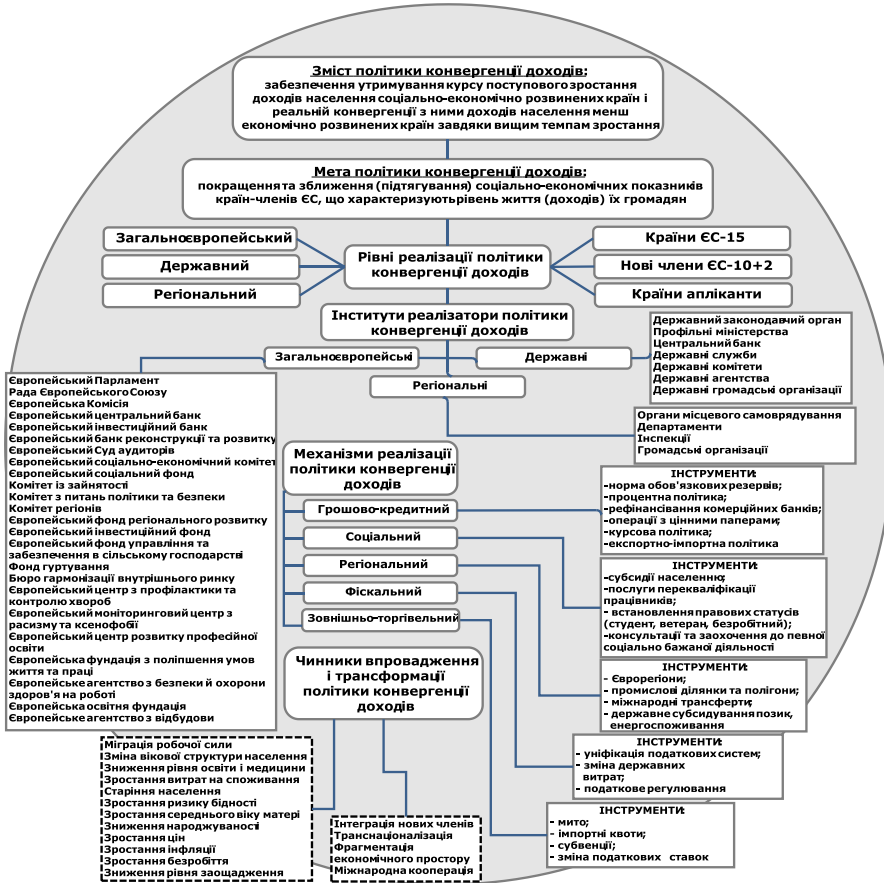 Зміст політики конвергенції доходів:
забезпечення утримування курсу поступового зростання
доходів населення соціально-економічно розвинених країн і
реальній конвергенції з ними доходів населення менш
економічно розвинених країн завдяки вищим темпам зростання
Мета політики конвергенції доходів:
покращення та зближення (підтягування) соціально-економічних показників
країн-членів ЄС, що характеризують рівень життя (доходів) їх громадян
Загальноєвропейський
Державний
Регіональний
Рівні реалізації політики
конвергенції доходів
Країни ЄС-15
Нові члени ЄС-10+2
Країни апліканти
Інститути реалізатори політики
конвергенції доходів
Загальноєвропейські
Державні
Регіональні
Державний законодавчий орган
Профільні міністерства
Центральний банк
Державні служби
Державні комітети
Державні агентства
Державні громадські організації
Органи місцевого самоврядування
Департаменти
Інспекції
Громадські організації
Європейський Парламент
Рада Європейського Союзу
Європейська Комісія
Європейський центральний банк
Європейський інвестиційний банк
Європейський банк реконструкції та розвитку
Європейський Суд аудиторів
Європейський соціально-економічний комітет
Європейський соціальний фонд
Комітет із зайнятості
Комітет з питань політики та безпеки
Комітет регіонів
Європейський фонд регіонального розвитку
Європейський інвестиційний фонд
Європейський фонд управління та
забезпечення в сільському господарстві
Фонд гуртування
Бюро гармонізації внутрішнього ринку
Європейський центр з профілактики та
контролю хвороб
Європейський моніторинговий центр з
расизму та ксенофобії
Європейський центр розвитку професійної
освіти
Європейська фундація з поліпшення умов
життя та праці
Європейське агентство з безпеки й охорони
здоров'я на роботі
Європейська освітня фундація
Європейське агентство з відбудови
Механізми реалізації
політики конвергенції
доходів
Грошово-кредитний
Соціальний
Регіональний
Фіскальний
Зовнішньо-торгівельний
ІНСТРУМЕНТИ:
-норма обов'язкових резервів;
-процентна політика;
-рефінансівання комерційних банків;
-операції з цінними паперами;
-курсова політика;
-експортно-імпортна політика
ІНСТРУМЕНТИ:
-субсидії населенню;
-послуги перекваліфікації
працівників;
- встановлення правових статусів
(студент, ветеран, безробітний);
-консультації та заохочення до певної
соціально бажаної діяльності
ІНСТРУМЕНТИ:
- Єврорегіони;
- промислові ділянки та полігони;
- міжнародні трансферти;
- державне субсидування позик,
енергоспоживання
ІНСТРУМЕНТИ:
- уніфікація податкових систем;
- зміна державних
витрат;
- податкове регулювання
ІНСТРУМЕНТИ:
- мито;
- імпортні квоти;
- субвенції;
- зміна податкових ставок
Чинники впровадження
і трансформації
політики конвергенції
доходів
Міграція робочої сили
Зміна вікової структури населення
Зниження рівня освіти і медицини
Зростання витрат на споживання
Старіння населення
Зростання ризику бідності
Зростання середнього віку матері
Зниження народжуваності
Зростання цін
Зростання інфляції
Зростання безробіття
Зниження рівня заощадження
Інтеграція нових членів
Транснаціоналізація
Фрагментація
економічного простору
Міжнародна кооперація